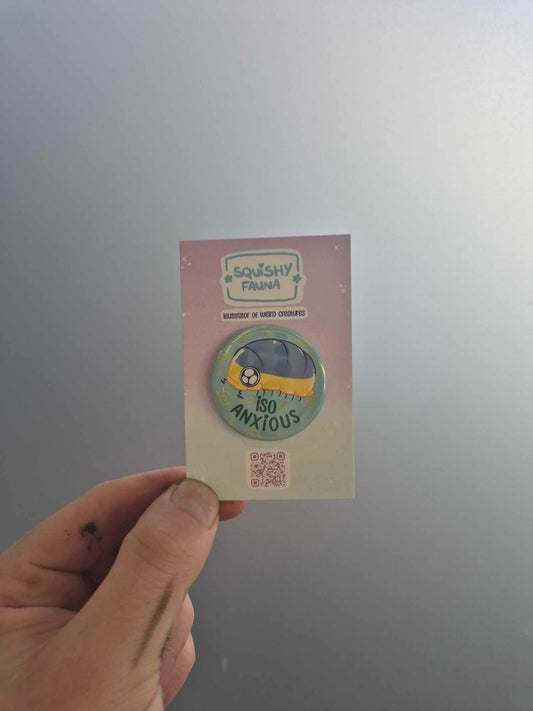 SQUiSHY
FAUNA
illustrator of weird creatures
iSO
ANXiOUS